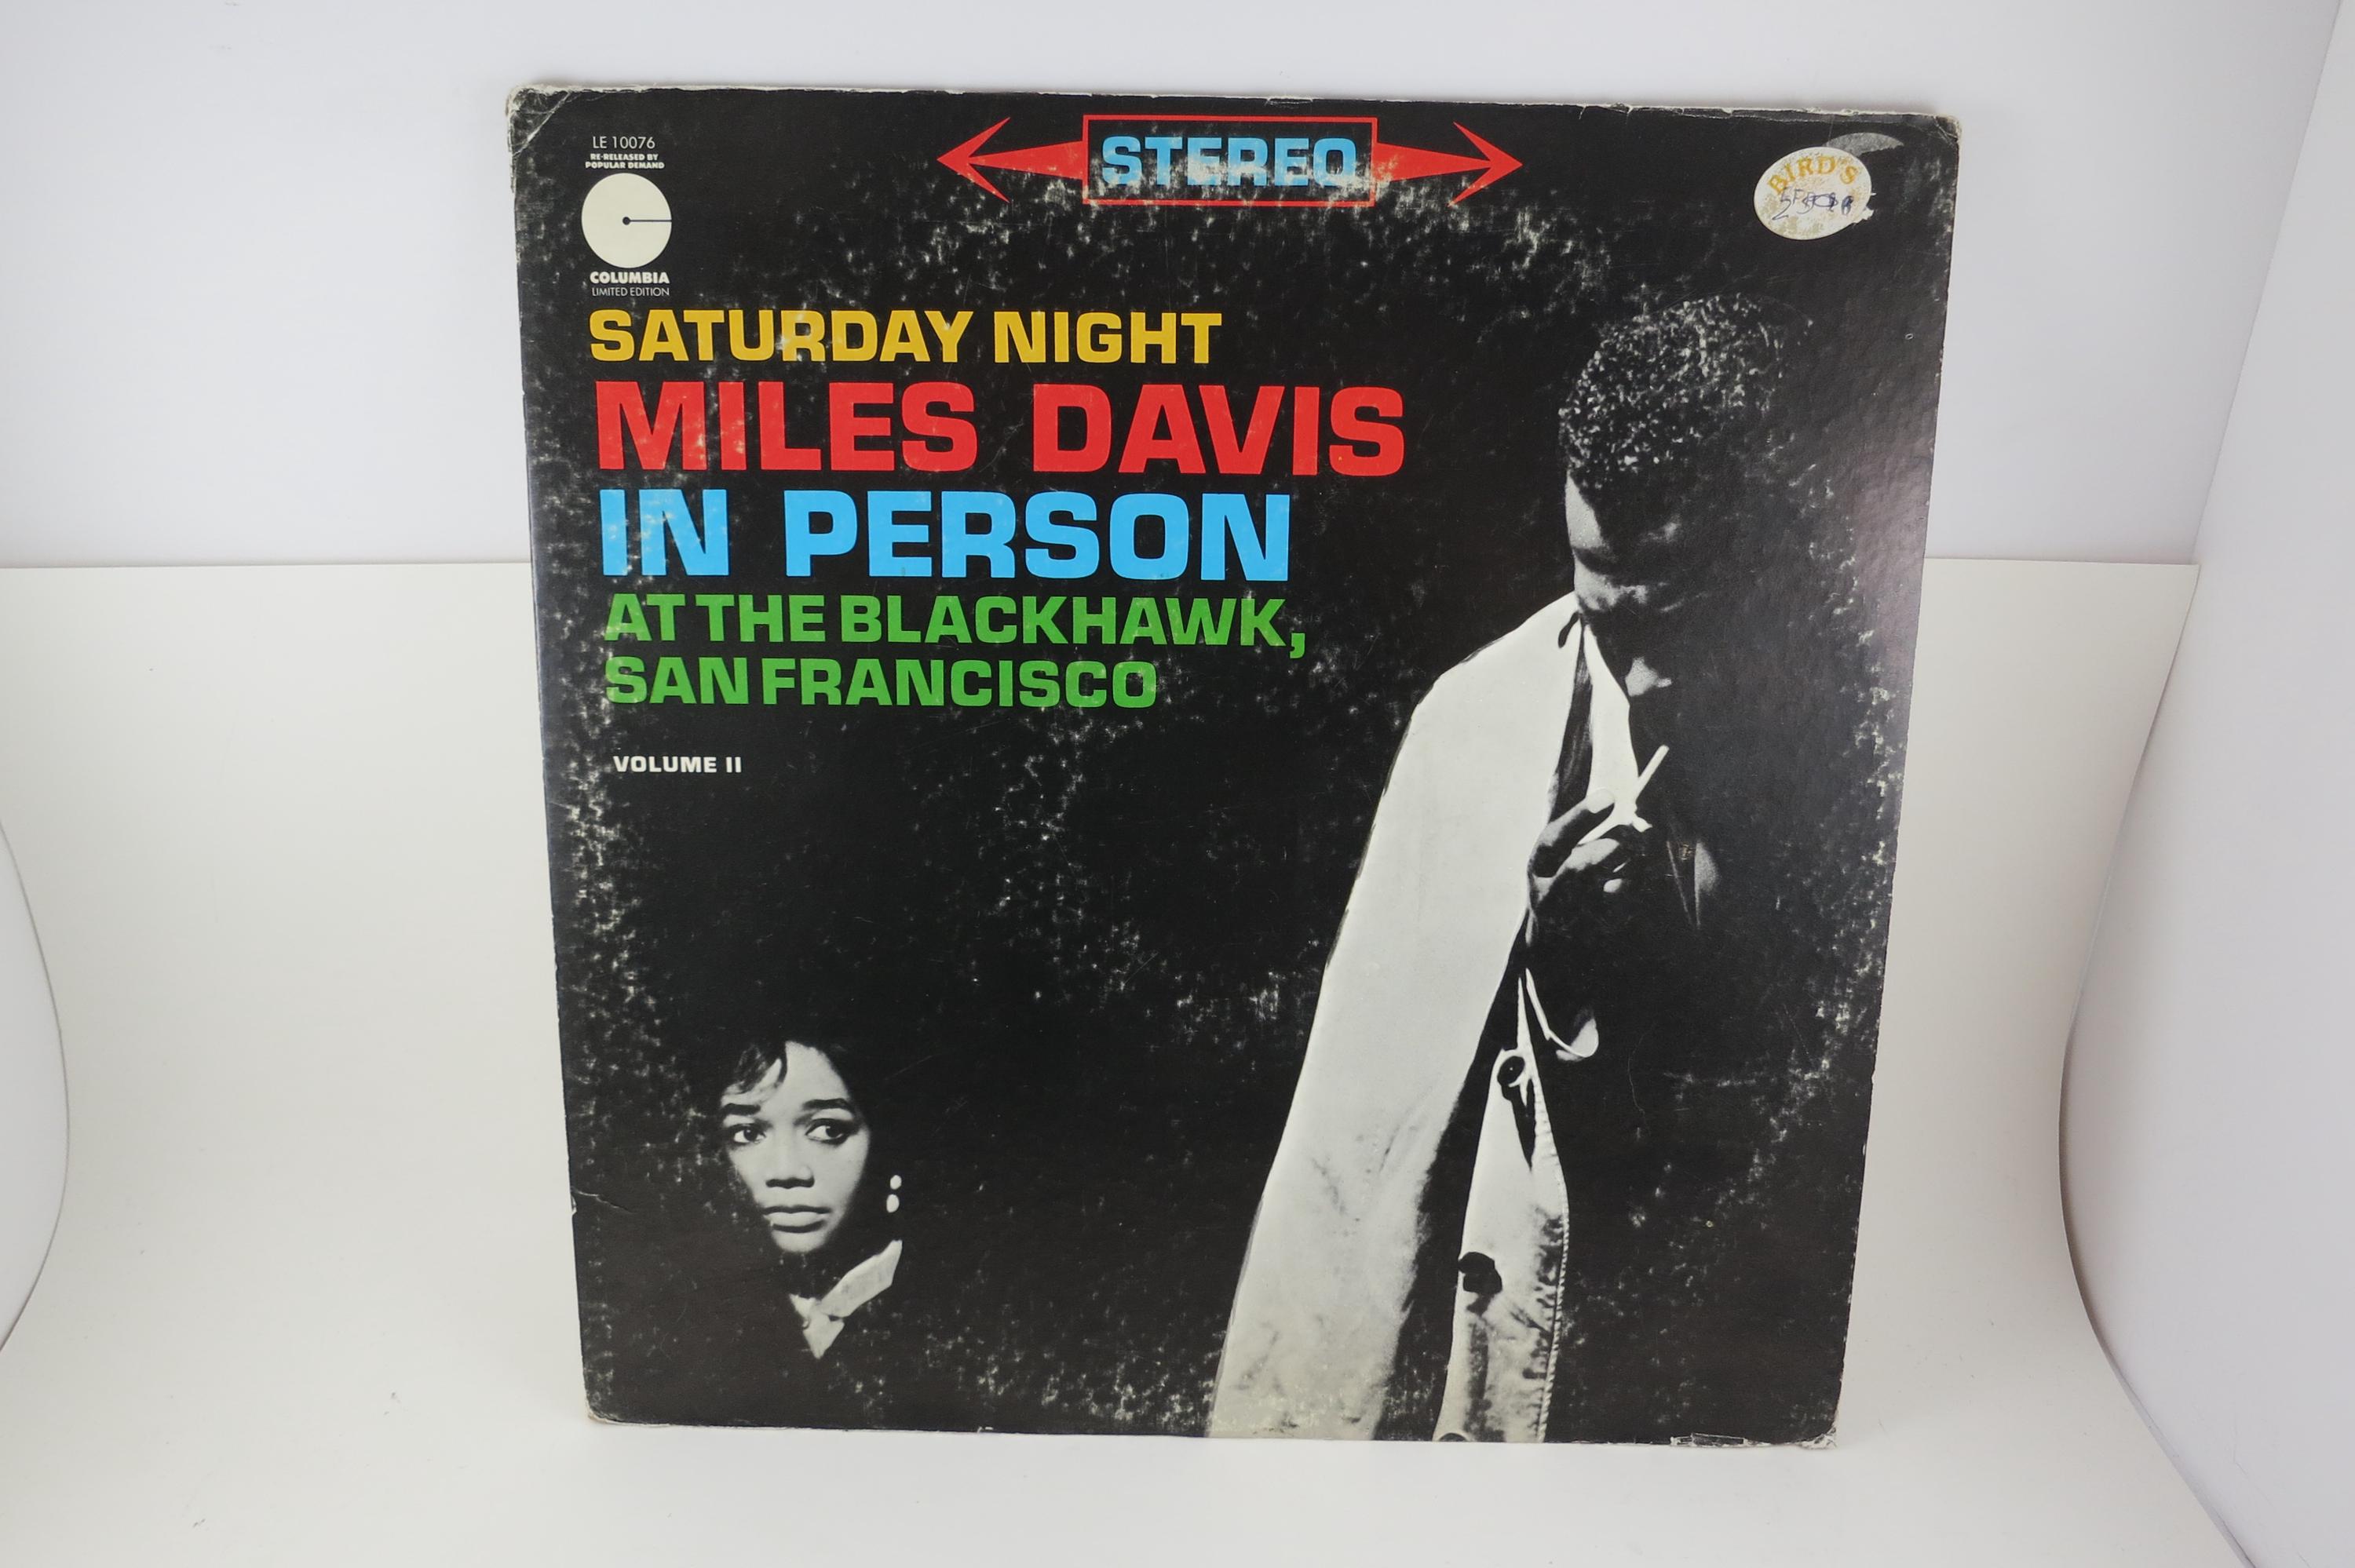 LE 10076
RE-RELEASED BY
POPULAR DEMAND
COLUMBIA
LIMITED EDITION
STEREO
BIRD'S
SATURDAY NIGHT
MILES DAVIS
IN PERSON
AT THE BLACKHAWK,
SAN FRANCISCO
VOLUME II